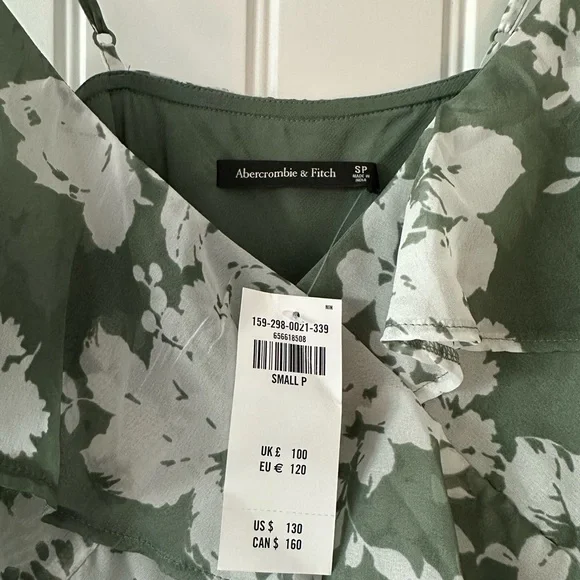 Abercrombie & Fitch
SP
MADE IN
INDIA
159-298-0021-339
656618508
SMALL P
UK £ 100
EU € 120
US $ 130
CAN $ 160